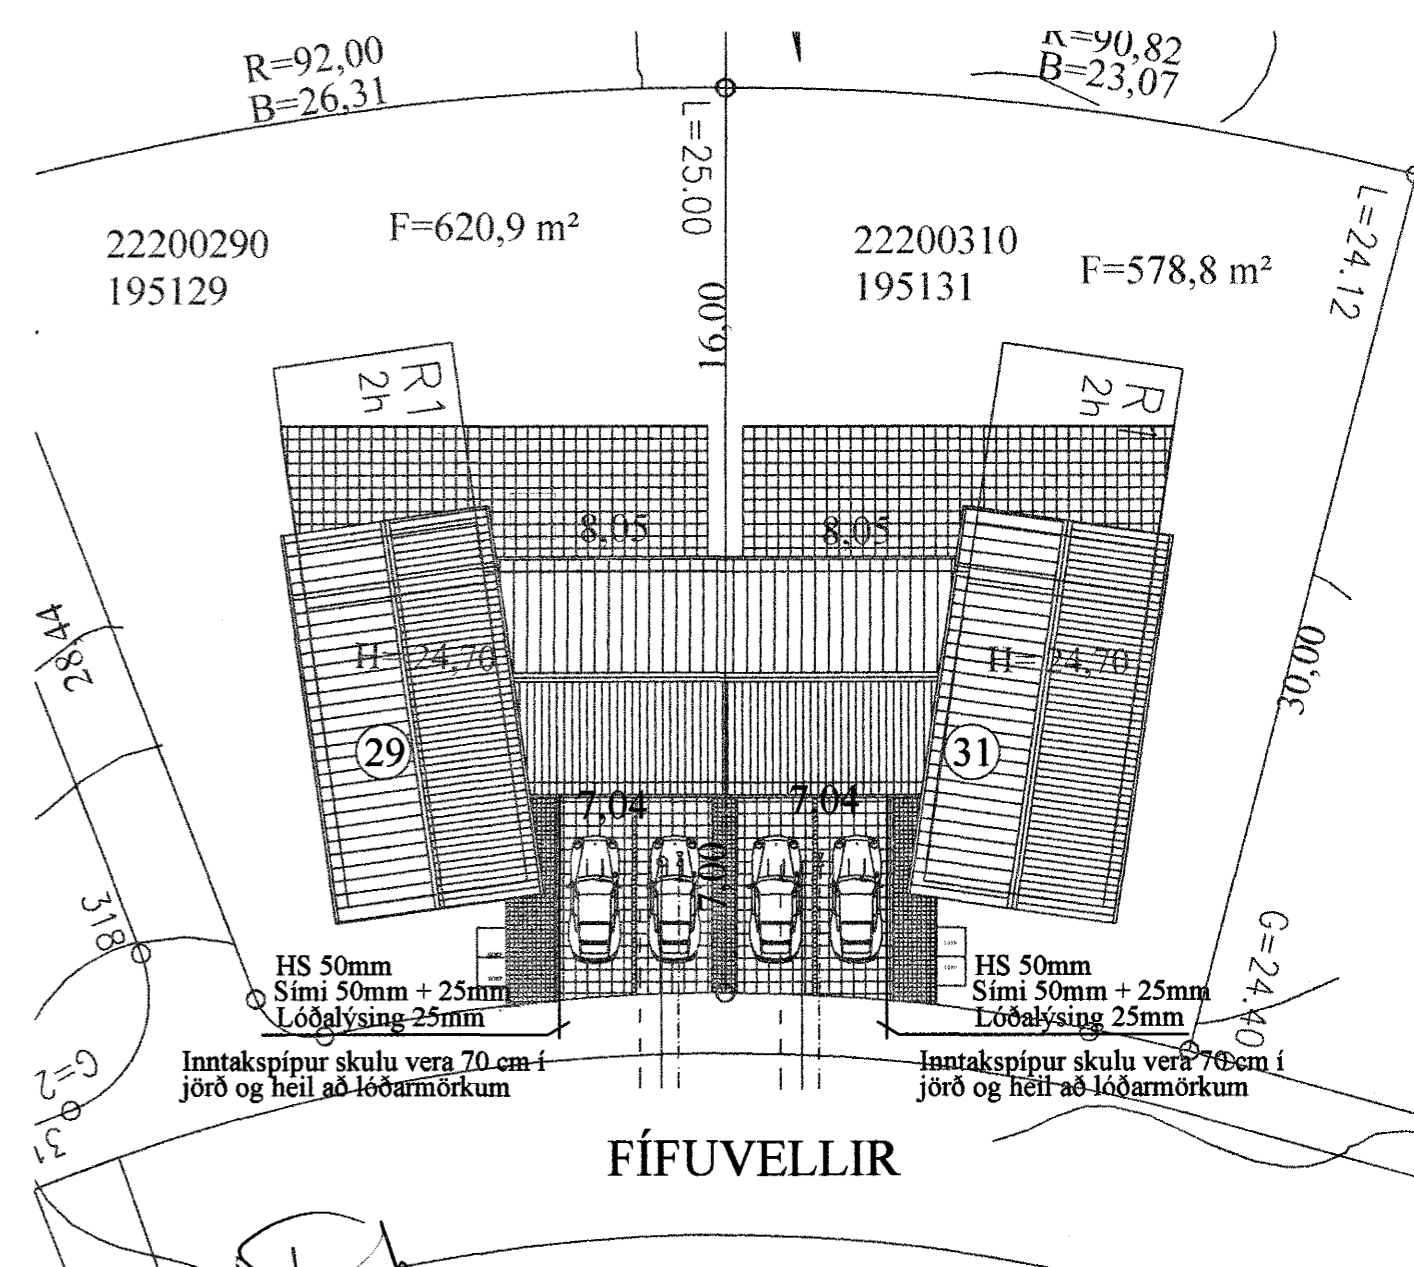 R=92,00
B=26,31
R=90,82
B=23,07
L=25.00
L=24.12
22200290
195129
F=620,9 m²
22200310
195131
F=578,8 m²
16,00
R1
2h
R1
2h
8,05
8,05
28,44
H= 24,70
H= 24,70
30,00
29
31
7,04
7,04
7,00
318
G=24.40
HS 50mm
Sími 50mm + 25mm
Lóðalýsing 25mm
HS 50mm
Sími 50mm + 25mm
Lóðalýsing 25mm
Inntakspípur skulu vera 70 cm í
jörð og heil að lóðarmörkum
Inntakspípur skulu vera 70 cm í
jörð og heil að lóðarmörkum
G=2
31
FÍFUVELLIR